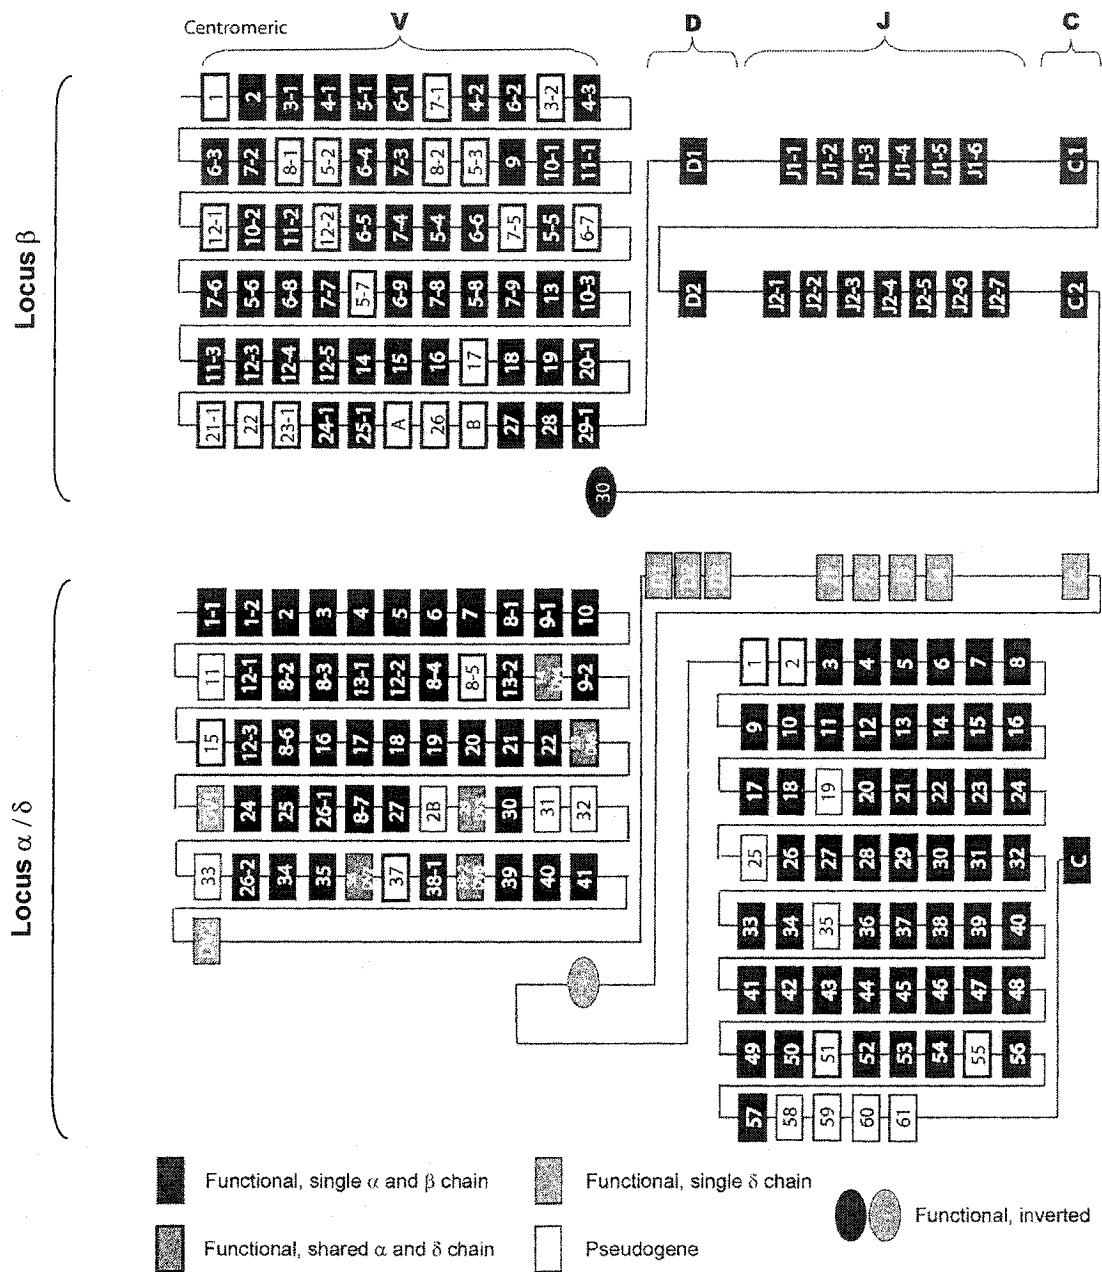 Centromeric
V
D
J
C
Locus β
1 2 3-1 4-1 5-1 6-1 7-1 4-2 6-2 3-2 4-3
6-3 7-2 8-1 5-2 6-4 7-3 8-2 5-3 9 10-1 11-1
D1 J1-1 J1-2 J1-3 J1-4 J1-5 J1-6 C1
12-1 10-2 11-2 12-2 6-5 7-4 5-4 6-6 7-5 5-5 6-7
7-6 5-6 6-8 7-7 5-7 6-9 7-8 5-8 7-9 13 10-3
D2 J2-1 J2-2 J2-3 J2-4 J2-5 J2-6 J2-7 C2
11-3 12-3 12-4 12-5 14 15 16 17 18 19 20-1
21-1 22 23-1 24-1 25-1 A 26 B 27 28 29-1
30
Locus α / δ
D1 D2 D3
1-1 1-2 2 3 4 5 6 7 8-1 9-1 10
11 12-1 8-2 8-3 13-1 12-2 8-4 8-5 13-2 9-2
15 12-3 8-6 16 17 18 19 20 21 22
24 25 26-1 8-7 27 2B 30 31 32
33 26-2 34 35 37 38-1 39 40 41
1 2 3 4 5 6 7 8
9 10 11 12 13 14 15 16
17 18 19 20 21 22 23 24
25 26 27 28 29 30 31 32
C
33 34 35 36 37 38 39 40
41 42 43 44 45 46 47 48
49 50 51 52 53 54 55 56
57 58 59 60 61
Functional, single α and β chain
Functional, single δ chain
Functional, inverted
Functional, shared α and δ chain
Pseudogene